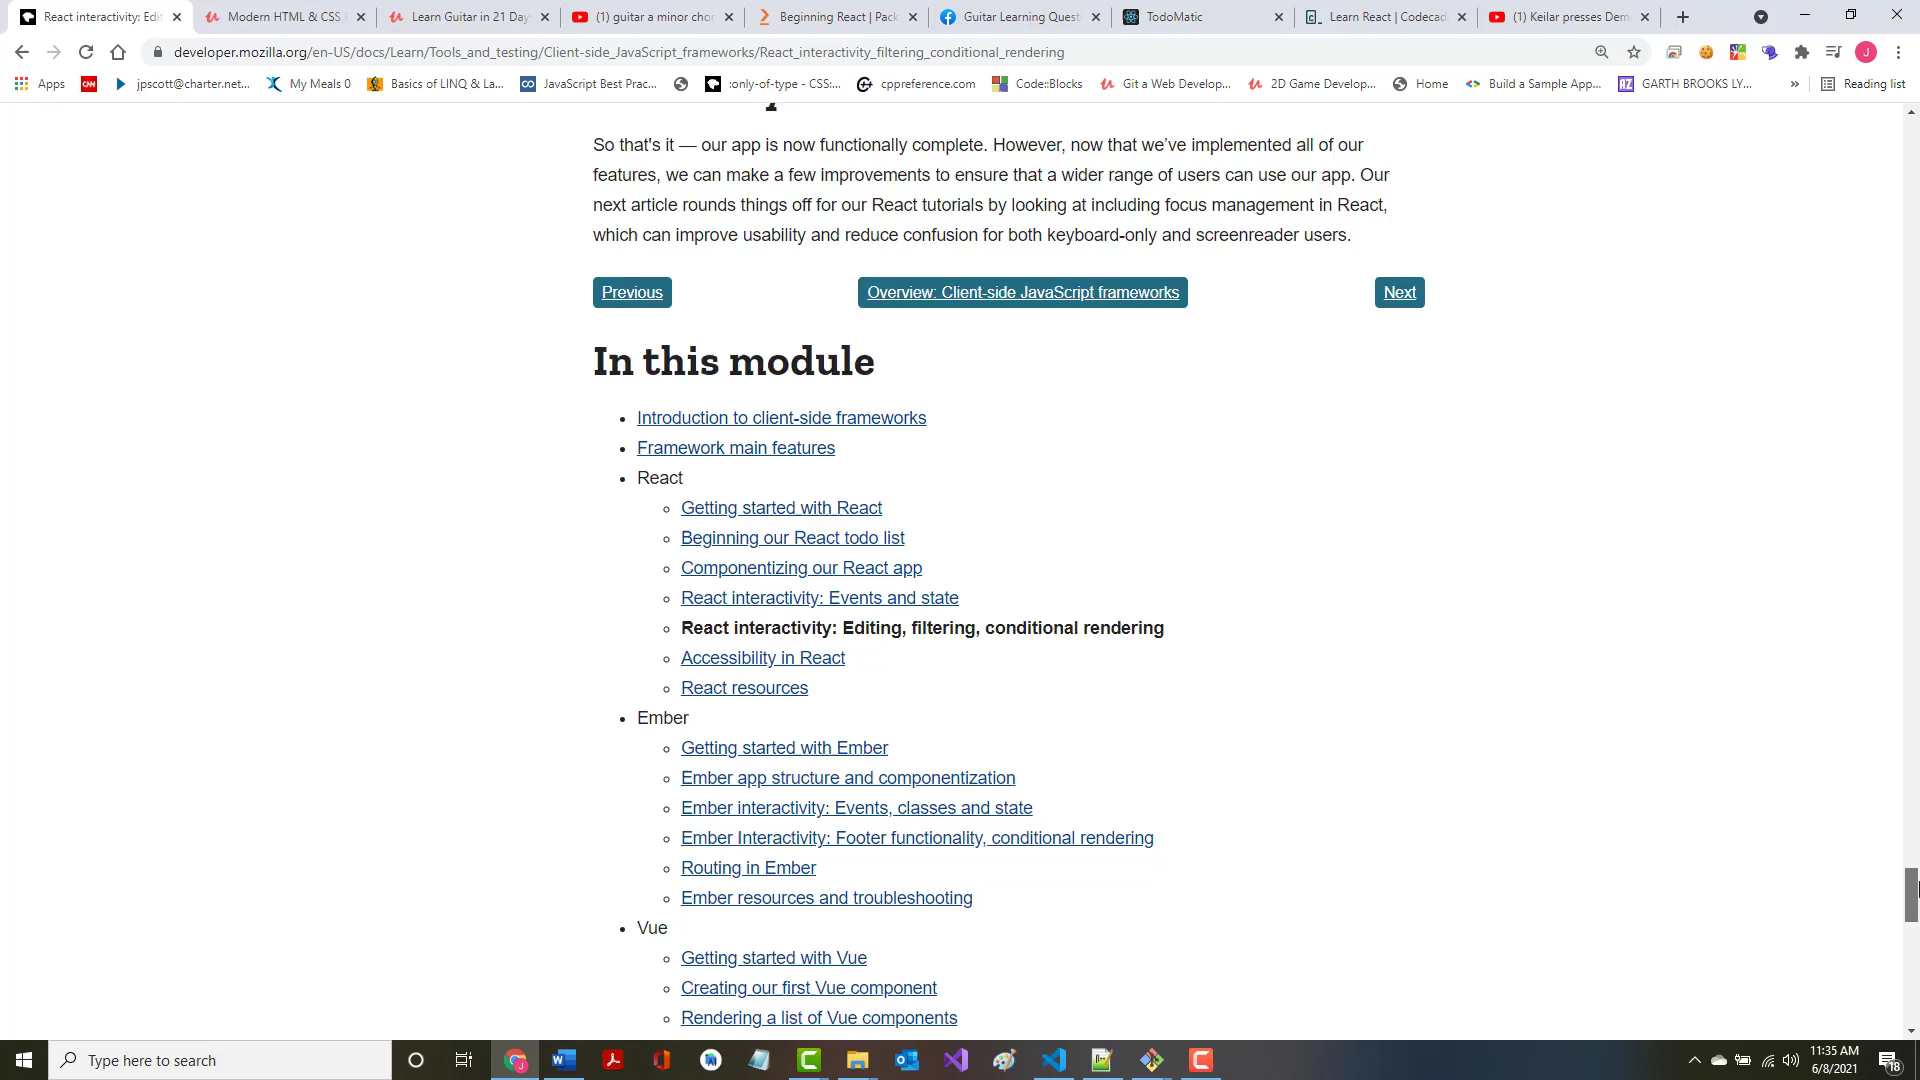 React interactivity: Edit
Modern HTML & CSS F
Learn Guitar in 21 Day
(1) guitar a minor chor
Beginning React | Pack
Guitar Learning Quest
TodoMatic
Learn React | Codecad
(1) Keilar presses Dem
developer.mozilla.org/en-US/docs/Learn/Tools_and_testing/Client-side_JavaScript_frameworks/React_interactivity_filtering_conditional_rendering
J
Apps
CNN
jpscott@charter.net...
My Meals 0
Basics of LINQ & La...
JavaScript Best Prac...
:only-of-type - CSS:...
cppreference.com
Code::Blocks
Git a Web Develop...
2D Game Develop...
Home
Build a Sample App...
AZ
GARTH BROOKS LY...
»
Reading list
So that's it — our app is now functionally complete. However, now that we’ve implemented all of our
features, we can make a few improvements to ensure that a wider range of users can use our app. Our
next article rounds things off for our React tutorials by looking at including focus management in React,
which can improve usability and reduce confusion for both keyboard-only and screenreader users.
Previous
Overview: Client-side JavaScript frameworks
Next
In this module
Introduction to client-side frameworks
Framework main features
React
Getting started with React
Beginning our React todo list
Componentizing our React app
React interactivity: Events and state
React interactivity: Editing, filtering, conditional rendering
Accessibility in React
React resources
Ember
Getting started with Ember
Ember app structure and componentization
Ember interactivity: Events, classes and state
Ember Interactivity: Footer functionality, conditional rendering
Routing in Ember
Ember resources and troubleshooting
Vue
Getting started with Vue
Creating our first Vue component
Rendering a list of Vue components
Type here to search
11:35 AM
6/8/2021
18